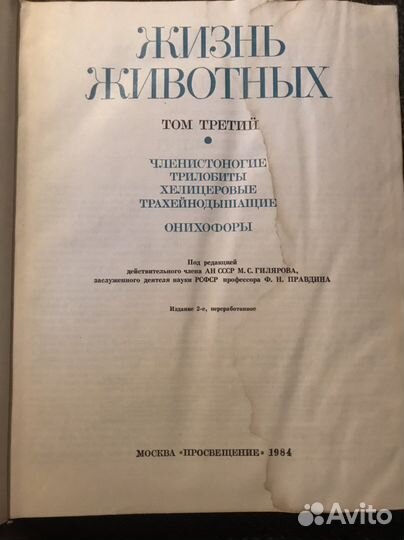 ЖИЗНЬ
ЖИВОТНЫХ
ТОМ ТРЕТИЙ
ЧЛЕНИСТОНОГИЕ
ТРИЛОБИТЫ
ХЕЛИЦЕРОВЫЕ
ТРАХЕЙНОДЫШАЩИЕ
ОНИХОФОРЫ
Под редакцией
действительного члена АН СССР М. С. ГИЛЯРОВА,
заслуженного деятеля науки РСФСР профессора Ф. Н. ПРАВДИНА
Издание 2-е, переработанное
МОСКВА «ПРОСВЕЩЕНИЕ» 1984
Avito